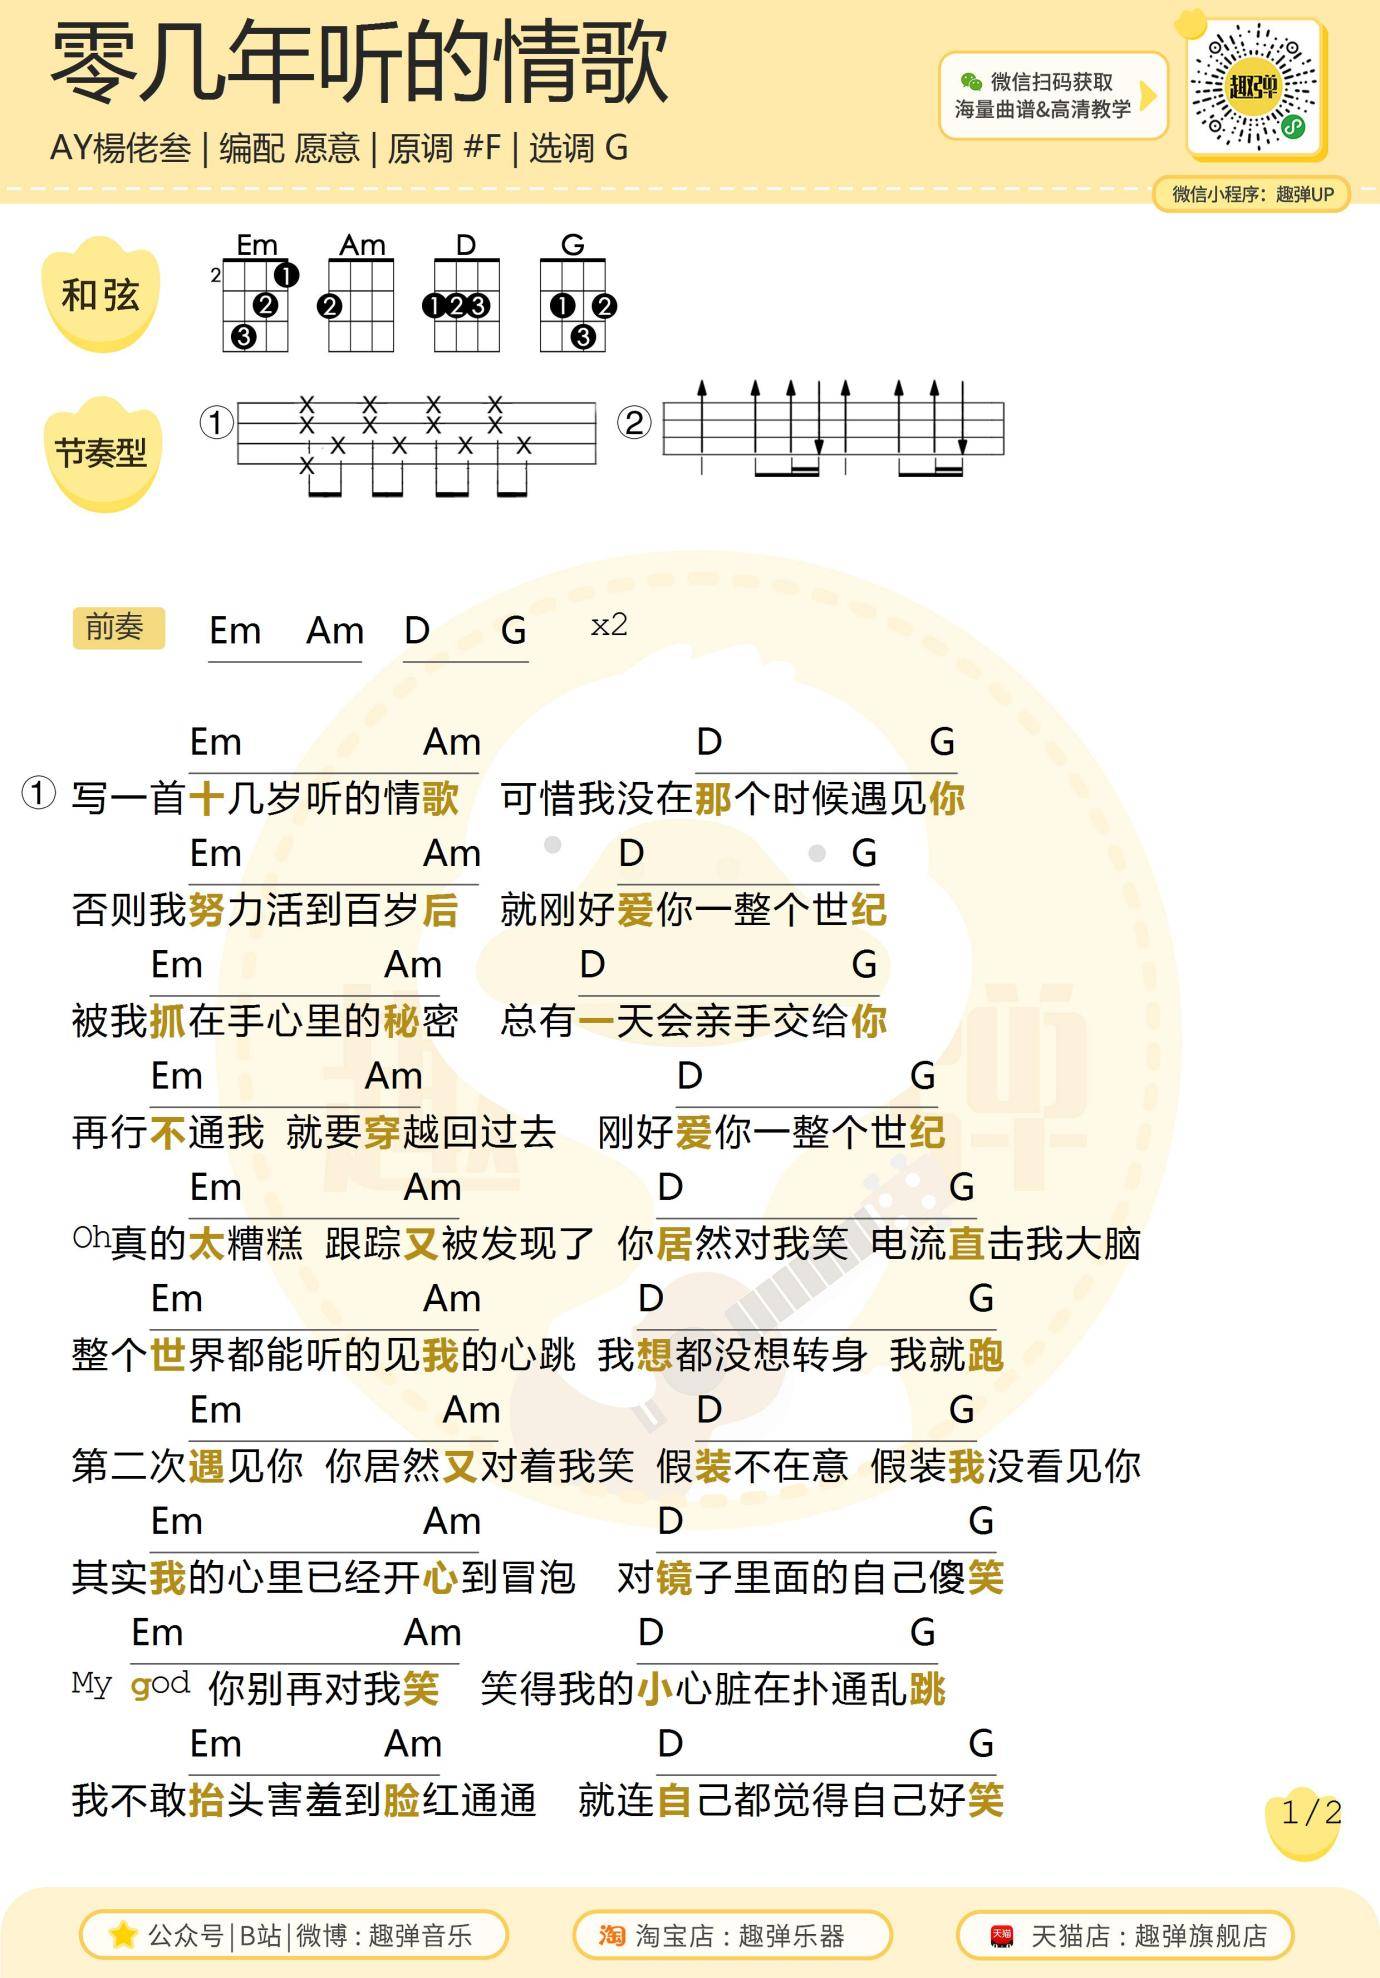 零几年听的情歌
AY楊佬叁 | 编配 愿意 | 原调 #F | 选调 G
微信扫码获取
海量曲谱&高清教学
趣弹
微信小程序：趣弹UP
和弦
Em Am D G
2
1 2 3 2 1 2 3 1 2 3
节奏型
① ②
前奏 Em Am D G x2
Em Am D G
① 写一首十几岁听的情歌 可惜我没在那个时候遇见你
Em Am D G
否则我努力活到百岁后 就刚好爱你一整个世纪
Em Am D G
被我抓在手心里的秘密 总有一天会亲手交给你
Em Am D G
再行不通我 就要穿越回过去 刚好爱你一整个世纪
Em Am D G
Oh真的太糟糕 跟踪又被发现了 你居然对我笑 电流直击我大脑
Em Am D G
整个世界都能听的见我的心跳 我想都没想转身 我就跑
Em Am D G
第二次遇见你 你居然又对着我笑 假装不在意 假装我没看见你
Em Am D G
其实我的心里已经开心到冒泡 对镜子里面的自己傻笑
Em Am D G
My god 你别再对我笑 笑得我的小心脏在扑通乱跳
Em Am D G
我不敢抬头害羞到脸红通通 就连自己都觉得自己好笑
趣弹
1/2
公众号|B站|微博：趣弹音乐
淘 淘宝店：趣弹乐器
天猫 天猫店：趣弹旗舰店